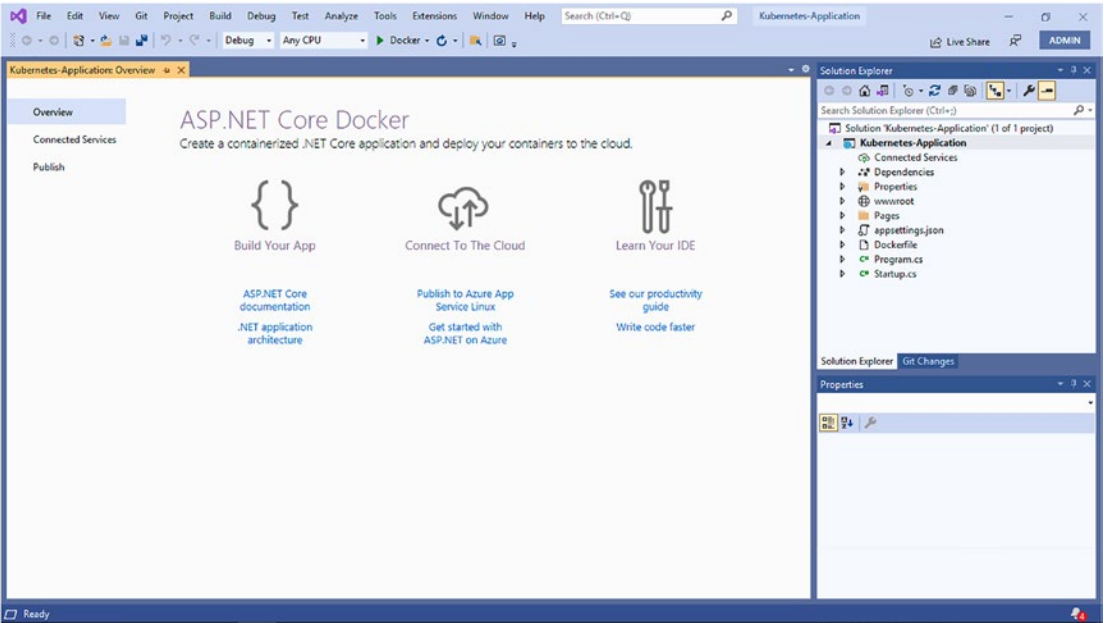 File Edit View Git Project Build Debug Test Analyze Tools Extensions Window Help Search (Ctrl+Q) Kubernetes-Application
Debug Any CPU Docker Live Share ADMIN
Kubernetes-Application: Overview
Overview
Connected Services
Publish
ASP.NET Core Docker
Create a containerized .NET Core application and deploy your containers to the cloud.
Build Your App
ASP.NET Core
documentation
.NET application
architecture
Connect To The Cloud
Publish to Azure App
Service Linux
Get started with
ASP.NET on Azure
Learn Your IDE
See our productivity
guide
Write code faster
Solution Explorer
Search Solution Explorer (Ctrl+;)
Solution 'Kubernetes-Application' (1 of 1 project)
Kubernetes-Application
Connected Services
Dependencies
Properties
wwwroot
Pages
appsettings.json
Dockerfile
C# Program.cs
C# Startup.cs
Solution Explorer Git Changes
Properties
Ready
4